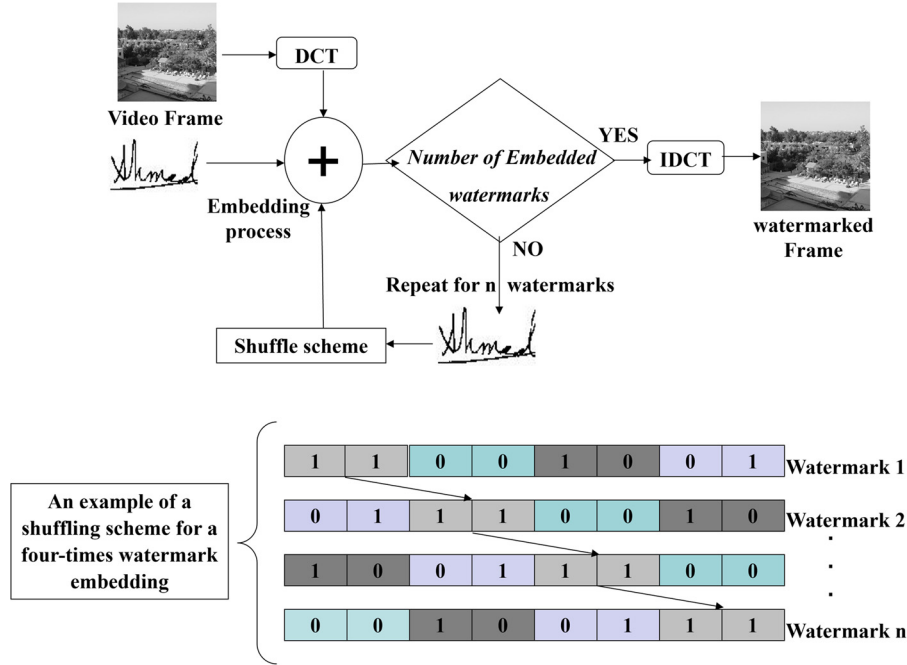 DCT
Video Frame
YES
Number of Embedded
watermarks
IDCT
Ahmed
Embedding
process
watermarked
Frame
NO
Repeat for n watermarks
Shuffle scheme
Ahmed
1 1 0 0 1 0 0 1 Watermark 1
An example of a
shuffling scheme for a
four-times watermark
embedding
0 1 1 1 0 0 1 0 Watermark 2
1 0 0 1 1 1 0 0
0 0 1 0 0 1 1 1 Watermark n